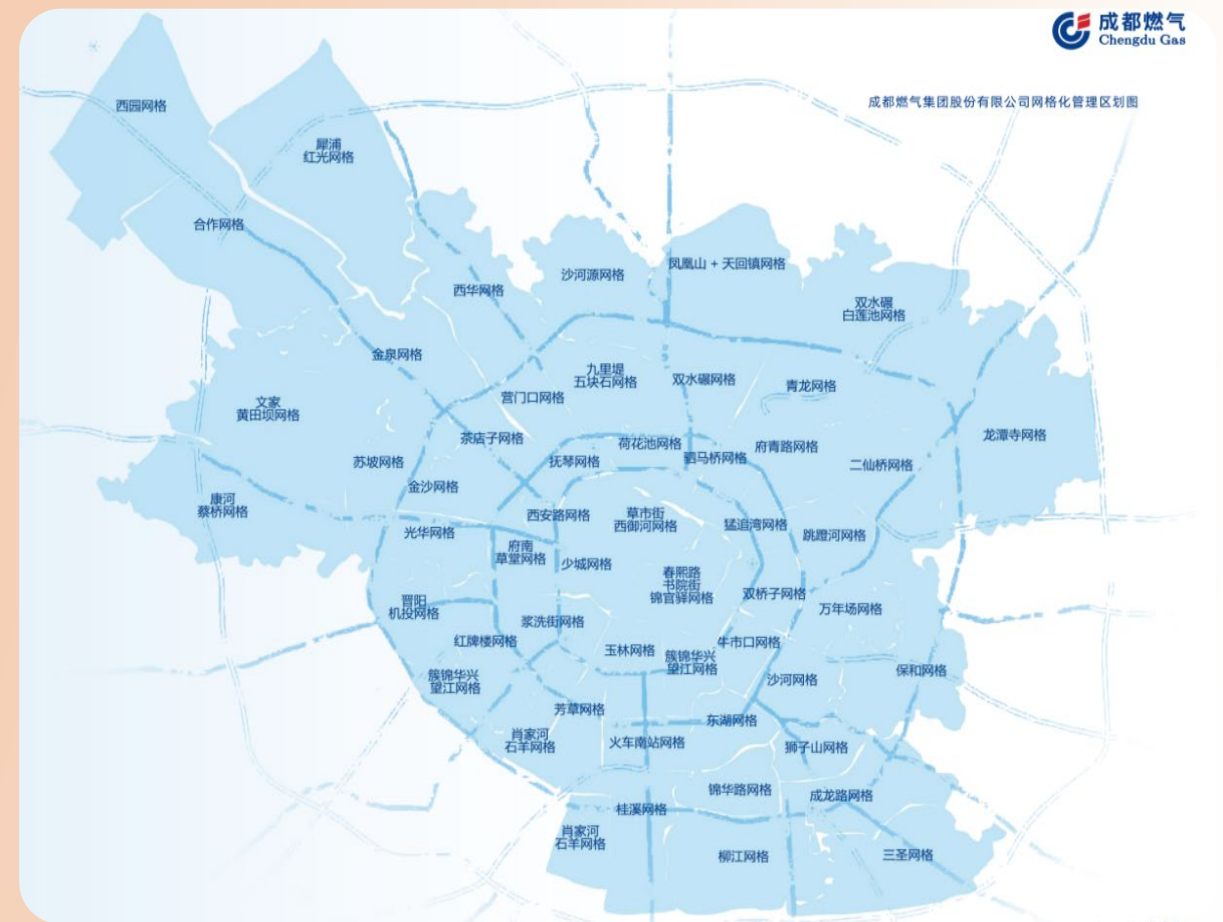 成都燃气
Chengdu Gas
成都燃气集团股份有限公司网格化管理区划图
西园网格
犀浦
红光网格
合作网格
凤凰山 + 天回镇网格
沙河源网格
西华网格
双水碾
白莲池网格
金泉网格
九里堤
五块石网格
双水碾网格
青龙网格
营门口网格
文家
黄田坝网格
茶店子网格
荷花池网格
府青路网格
龙潭寺网格
苏坡网格
抚琴网格
驷马桥网格
二仙桥网格
金沙网格
康河
蔡桥网格
西安路网格
草市街
西御河网格
猛追湾网格
光华网格
跳蹬河网格
府南
草堂网格
少城网格
春熙路
书院街
锦官驿网格
双桥子网格
晋阳
机投网格
万年场网格
浆洗街网格
红牌楼网格
牛市口网格
玉林网格
簇锦华兴
望江网格
保和网格
簇锦华兴
望江网格
沙河网格
芳草网格
东湖网格
肖家河
石羊网格
火车南站网格
狮子山网格
锦华路网格
成龙路网格
桂溪网格
肖家河
石羊网格
柳江网格
三圣网格